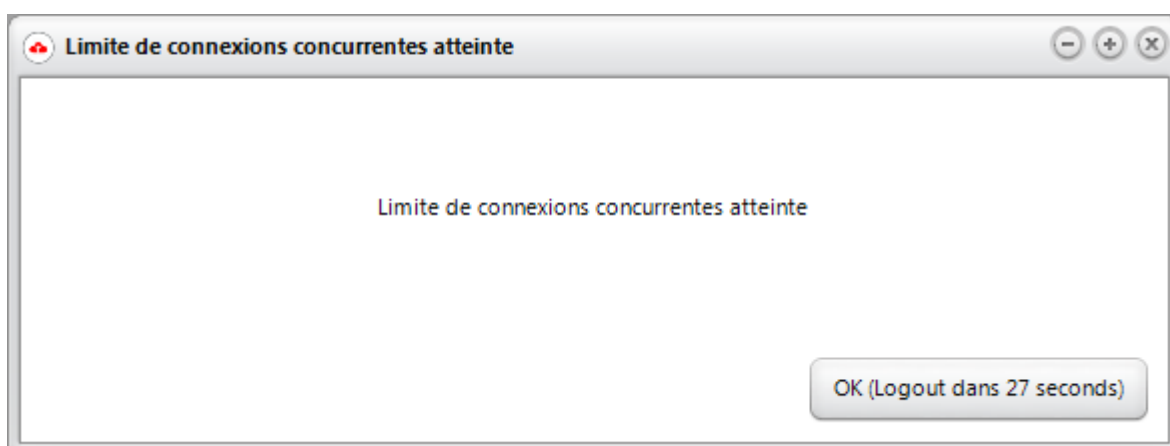 Limite de connexions concurrentes atteinte
Limite de connexions concurrentes atteinte
OK (Logout dans 27 seconds)